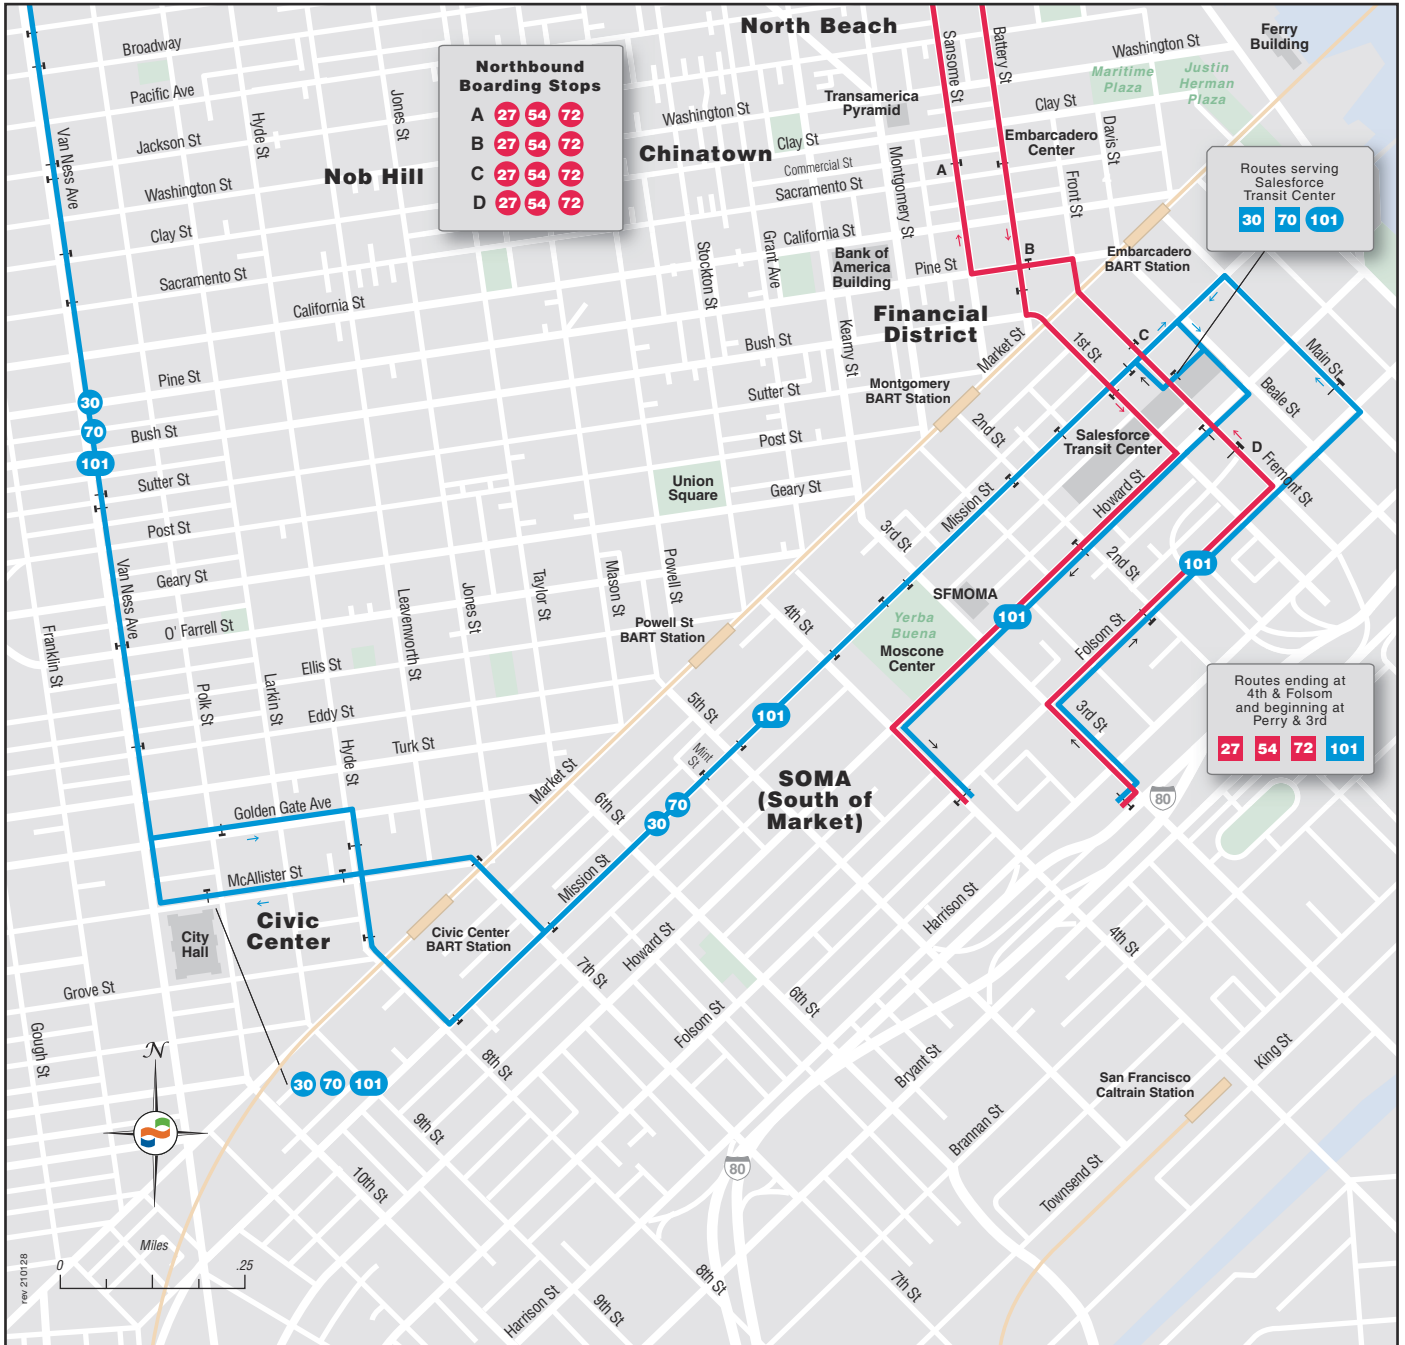 North Beach
Ferry
Building
Broadway
Washington St
Sansome St
Battery St
Northbound
Boarding Stops
A 27 54 72
B 27 54 72
C 27 54 72
D 27 54 72
Maritime
Plaza
Justin
Herman
Plaza
Pacific Ave
Hyde St
Jones St
Transamerica
Pyramid
Clay St
Washington St
Davis St
Embarcadero
Center
Van Ness Ave
Jackson St
Clay St
Chinatown
Commercial St
Montgomery St
A
Front St
Nob Hill
Washington St
Sacramento St
Routes serving
Salesforce
Transit Center
30 70 101
Clay St
Stockton St
Grant Ave
California St
Bank of
America
Building
Pine St
B
Embarcadero
BART Station
Sacramento St
California St
Financial
District
Kearny St
Bush St
Market St
1st St
C
Main St
Pine St
Montgomery
BART Station
Sutter St
Beale St
30
70
101
Bush St
2nd St
Post St
Salesforce
Transit Center
D
Fremont St
Sutter St
Union
Square
Geary St
Mission St
Howard St
Post St
3rd St
2nd St
101
Van Ness Ave
Geary St
Leavenworth St
Jones St
Taylor St
Mason St
Powell St
SFMOMA
101
4th St
Franklin St
O' Farrell St
Powell St
BART Station
Yerba
Buena
Moscone
Center
Folsom St
Ellis St
Polk St
Larkin St
Eddy St
5th St
101
3rd St
Routes ending at
4th & Folsom
and beginning at
Perry & 3rd
27 54 72 101
Hyde St
Turk St
Mint
St
Market St
SOMA
(South of
Market)
80
Golden Gate Ave
6th St
70
30
McAllister St
Mission St
Civic
Center
City
Hall
Civic Center
BART Station
Howard St
Harrison St
4th St
7th St
Grove St
Folsom St
6th St
Gough St
N
8th St
Bryant St
King St
30 70 101
San Francisco
Caltrain Station
9th St
Brannan St
80
10th St
Townsend St
Miles
0 .25
rev 210128
Harrison St
9th St
8th St
7th St